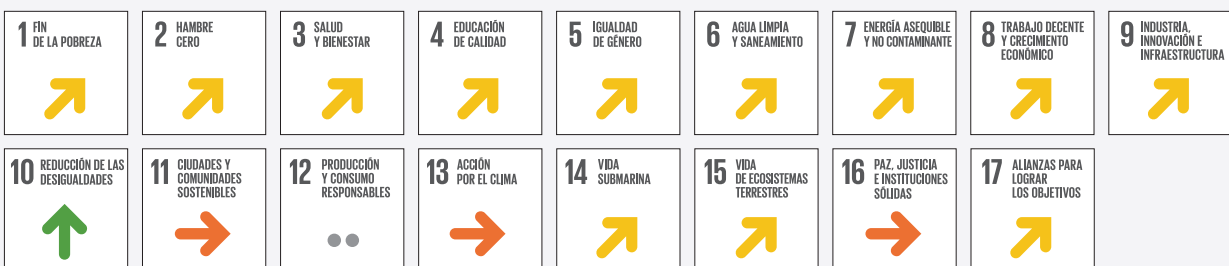 1 FIN
DE LA POBREZA
2 HAMBRE
CERO
3 SALUD
Y BIENESTAR
4 EDUCACIÓN
DE CALIDAD
5 IGUALDAD
DE GÉNERO
6 AGUA LIMPIA
Y SANEAMIENTO
7 ENERGÍA ASEQUIBLE
Y NO CONTAMINANTE
8 TRABAJO DECENTE
Y CRECIMIENTO
ECONÓMICO
9 INDUSTRIA,
INNOVACIÓN E
INFRAESTRUCTURA
10 REDUCCIÓN DE LAS
DESIGUALDADES
11 CIUDADES Y
COMUNIDADES
SOSTENIBLES
12 PRODUCCIÓN
Y CONSUMO
RESPONSABLES
13 ACCIÓN
POR EL CLIMA
14 VIDA
SUBMARINA
15 VIDA
DE ECOSISTEMAS
TERRESTRES
16 PAZ, JUSTICIA
E INSTITUCIONES
SÓLIDAS
17 ALIANZAS PARA
LOGRAR
LOS OBJETIVOS